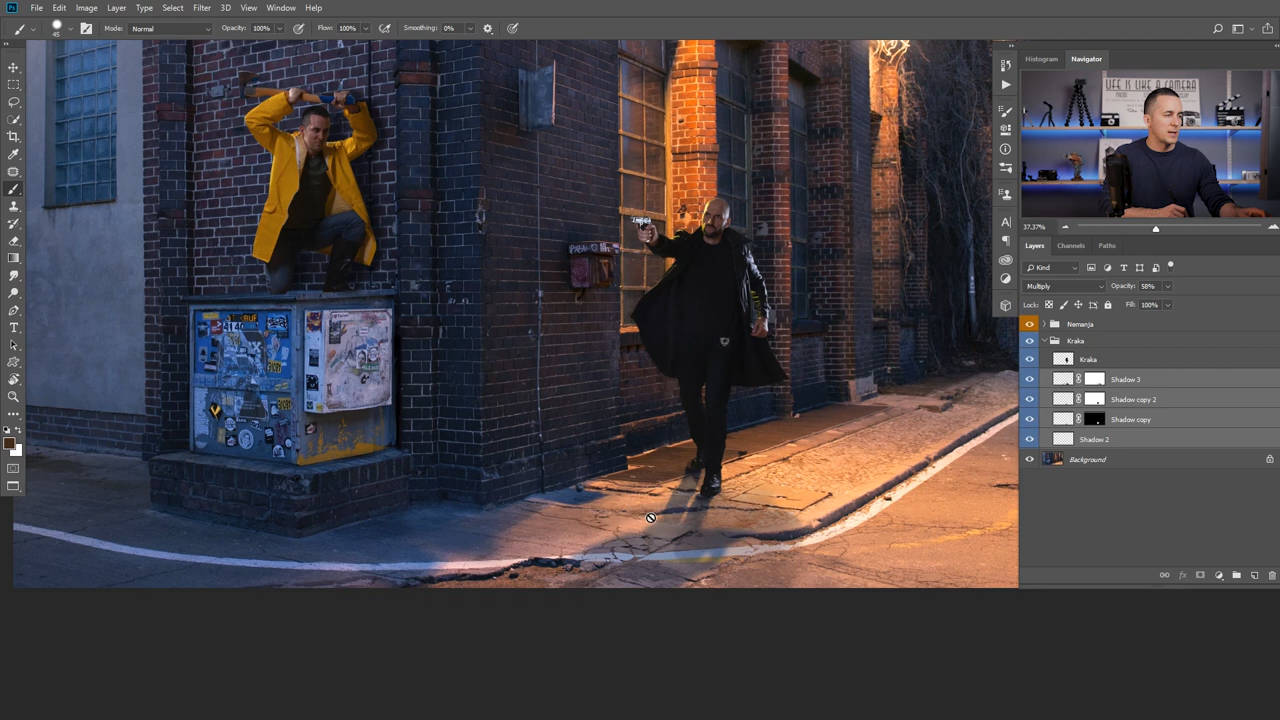 File Edit Image Layer Type Select Filter 3D View Window Help
45 Mode: Normal Opacity: 100% Flow: 100% Smoothing: 0%
Histogram Navigator
LIFE IS LIKE A CAMERA
37.37%
Layers Channels Paths
Kind
Multiply Opacity: 58%
Lock: Fill: 100%
Nemanja
Kraka
Kraka
Shadow 3
Shadow copy 2
Shadow copy
Shadow 2
Background